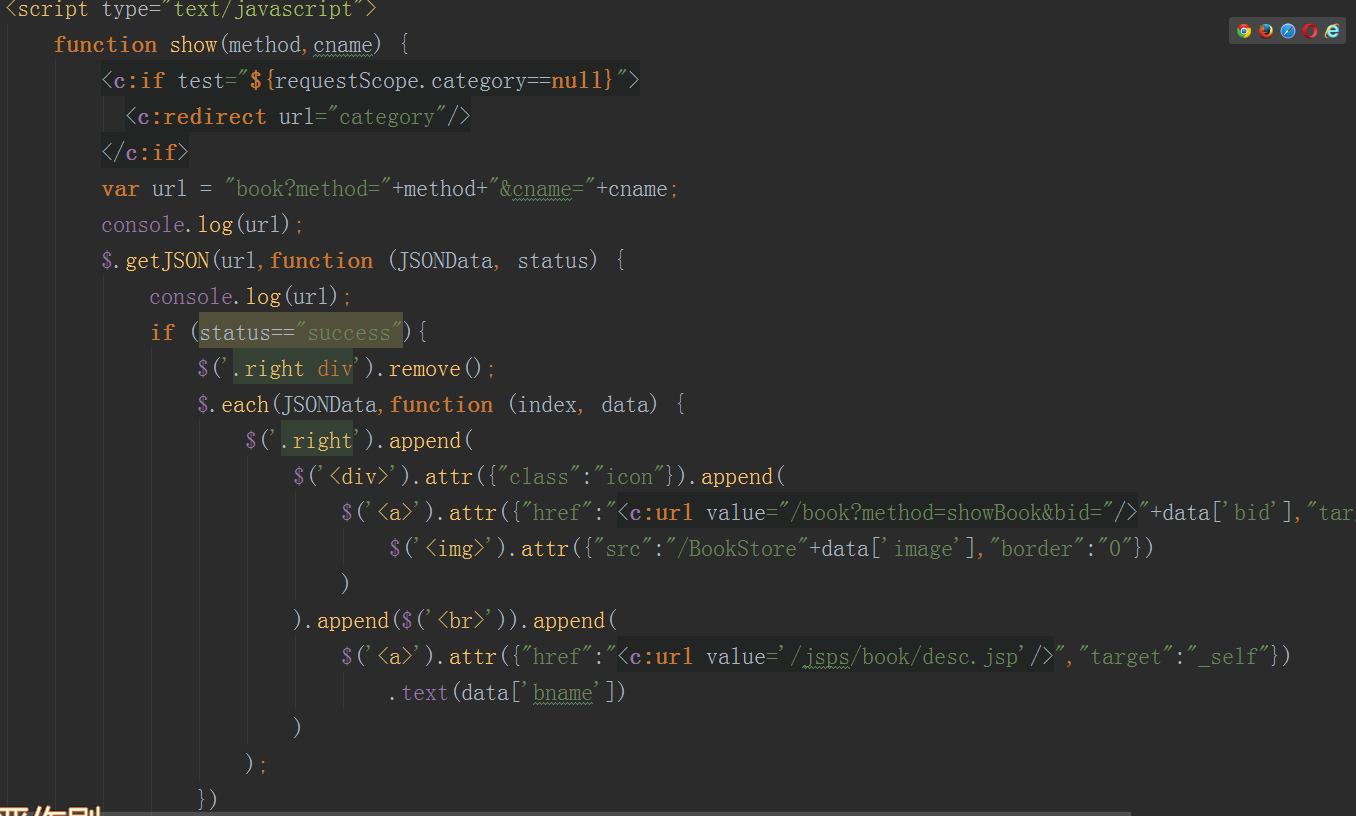 <script type="text/javascript">
function show(method,cname) {
<c:if test="${requestScope.category==null}">
<c:redirect url="category"/>
</c:if>
var url = "book?method="+method+"&cname="+cname;
console.log(url);
$.getJSON(url,function (JSONData, status) {
console.log(url);
if (status=="success"){
$('.right div').remove();
$.each(JSONData,function (index, data) {
$('.right').append(
$('<div>').attr({"class":"icon"}).append(
$('<a>').attr({"href":"<c:url value="/book?method=showBook&bid="/>"+data['bid'],"tar
$('<img>').attr({"src":"/BookStore"+data['image'],"border":"0"})
)
).append($('<br>')).append(
$('<a>').attr({"href":"<c:url value='/jsps/book/desc.jsp'/>","target":"_self"})
.text(data['bname'])
)
);
})